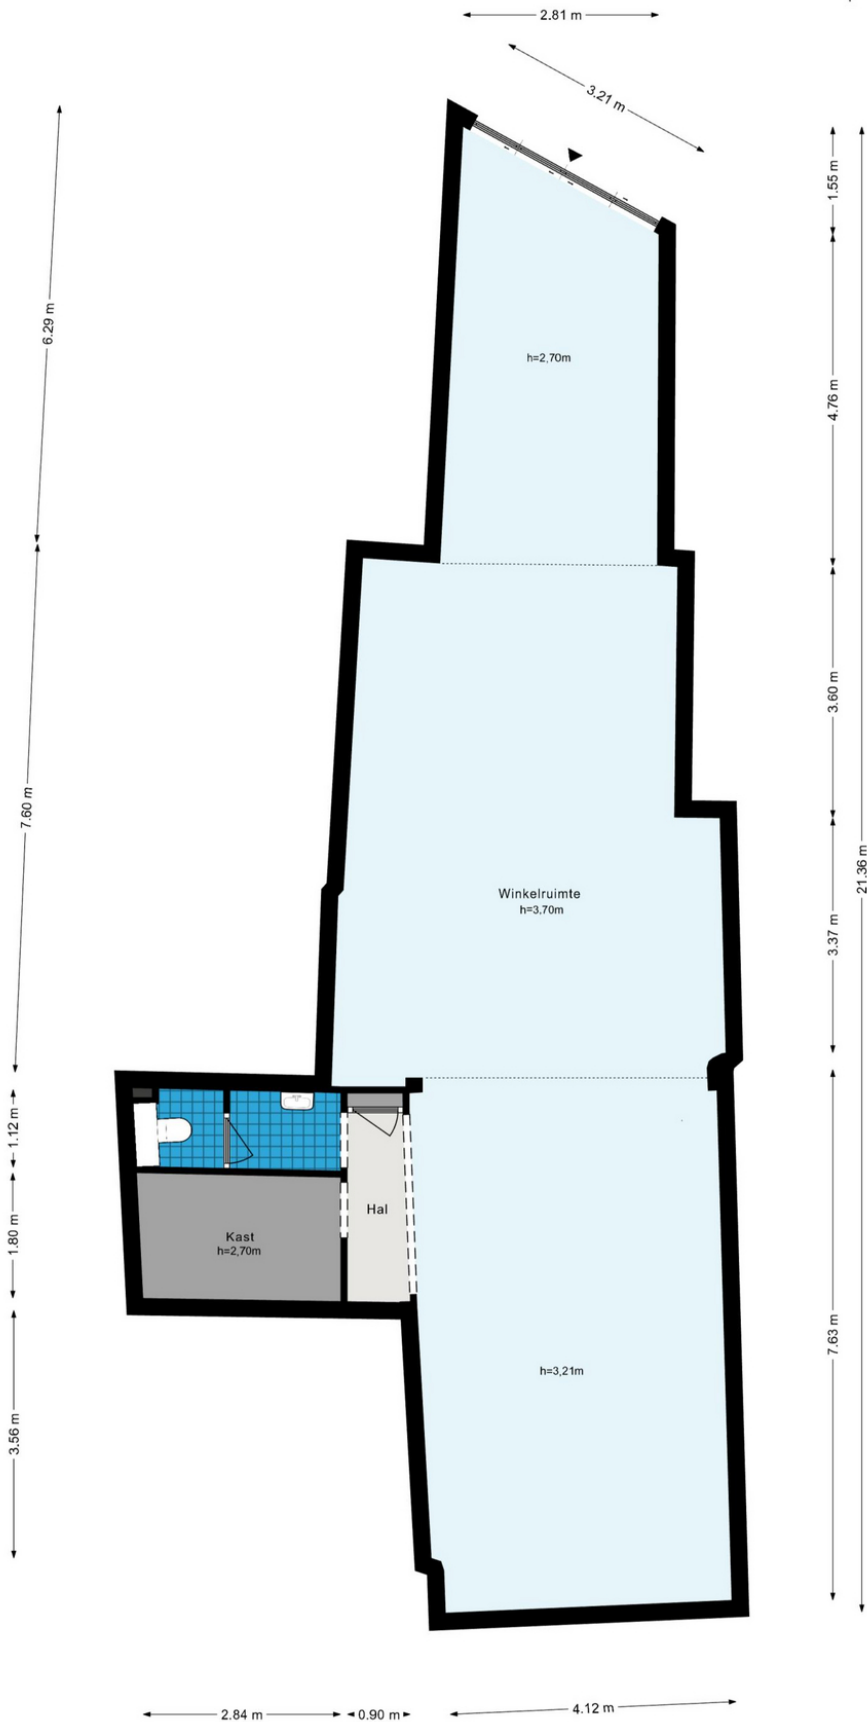 2.81 m
3.21 m
1.55 m
6.29 m
h=2,70m
4.76 m
3.60 m
7.60 m
21.36 m
Winkelruimte
h=3,70m
3.37 m
1.12 m
Hal
1.80 m
Kast
h=2,70m
7.63 m
h=3,21m
3.56 m
2.84 m
0.90 m
4.12 m